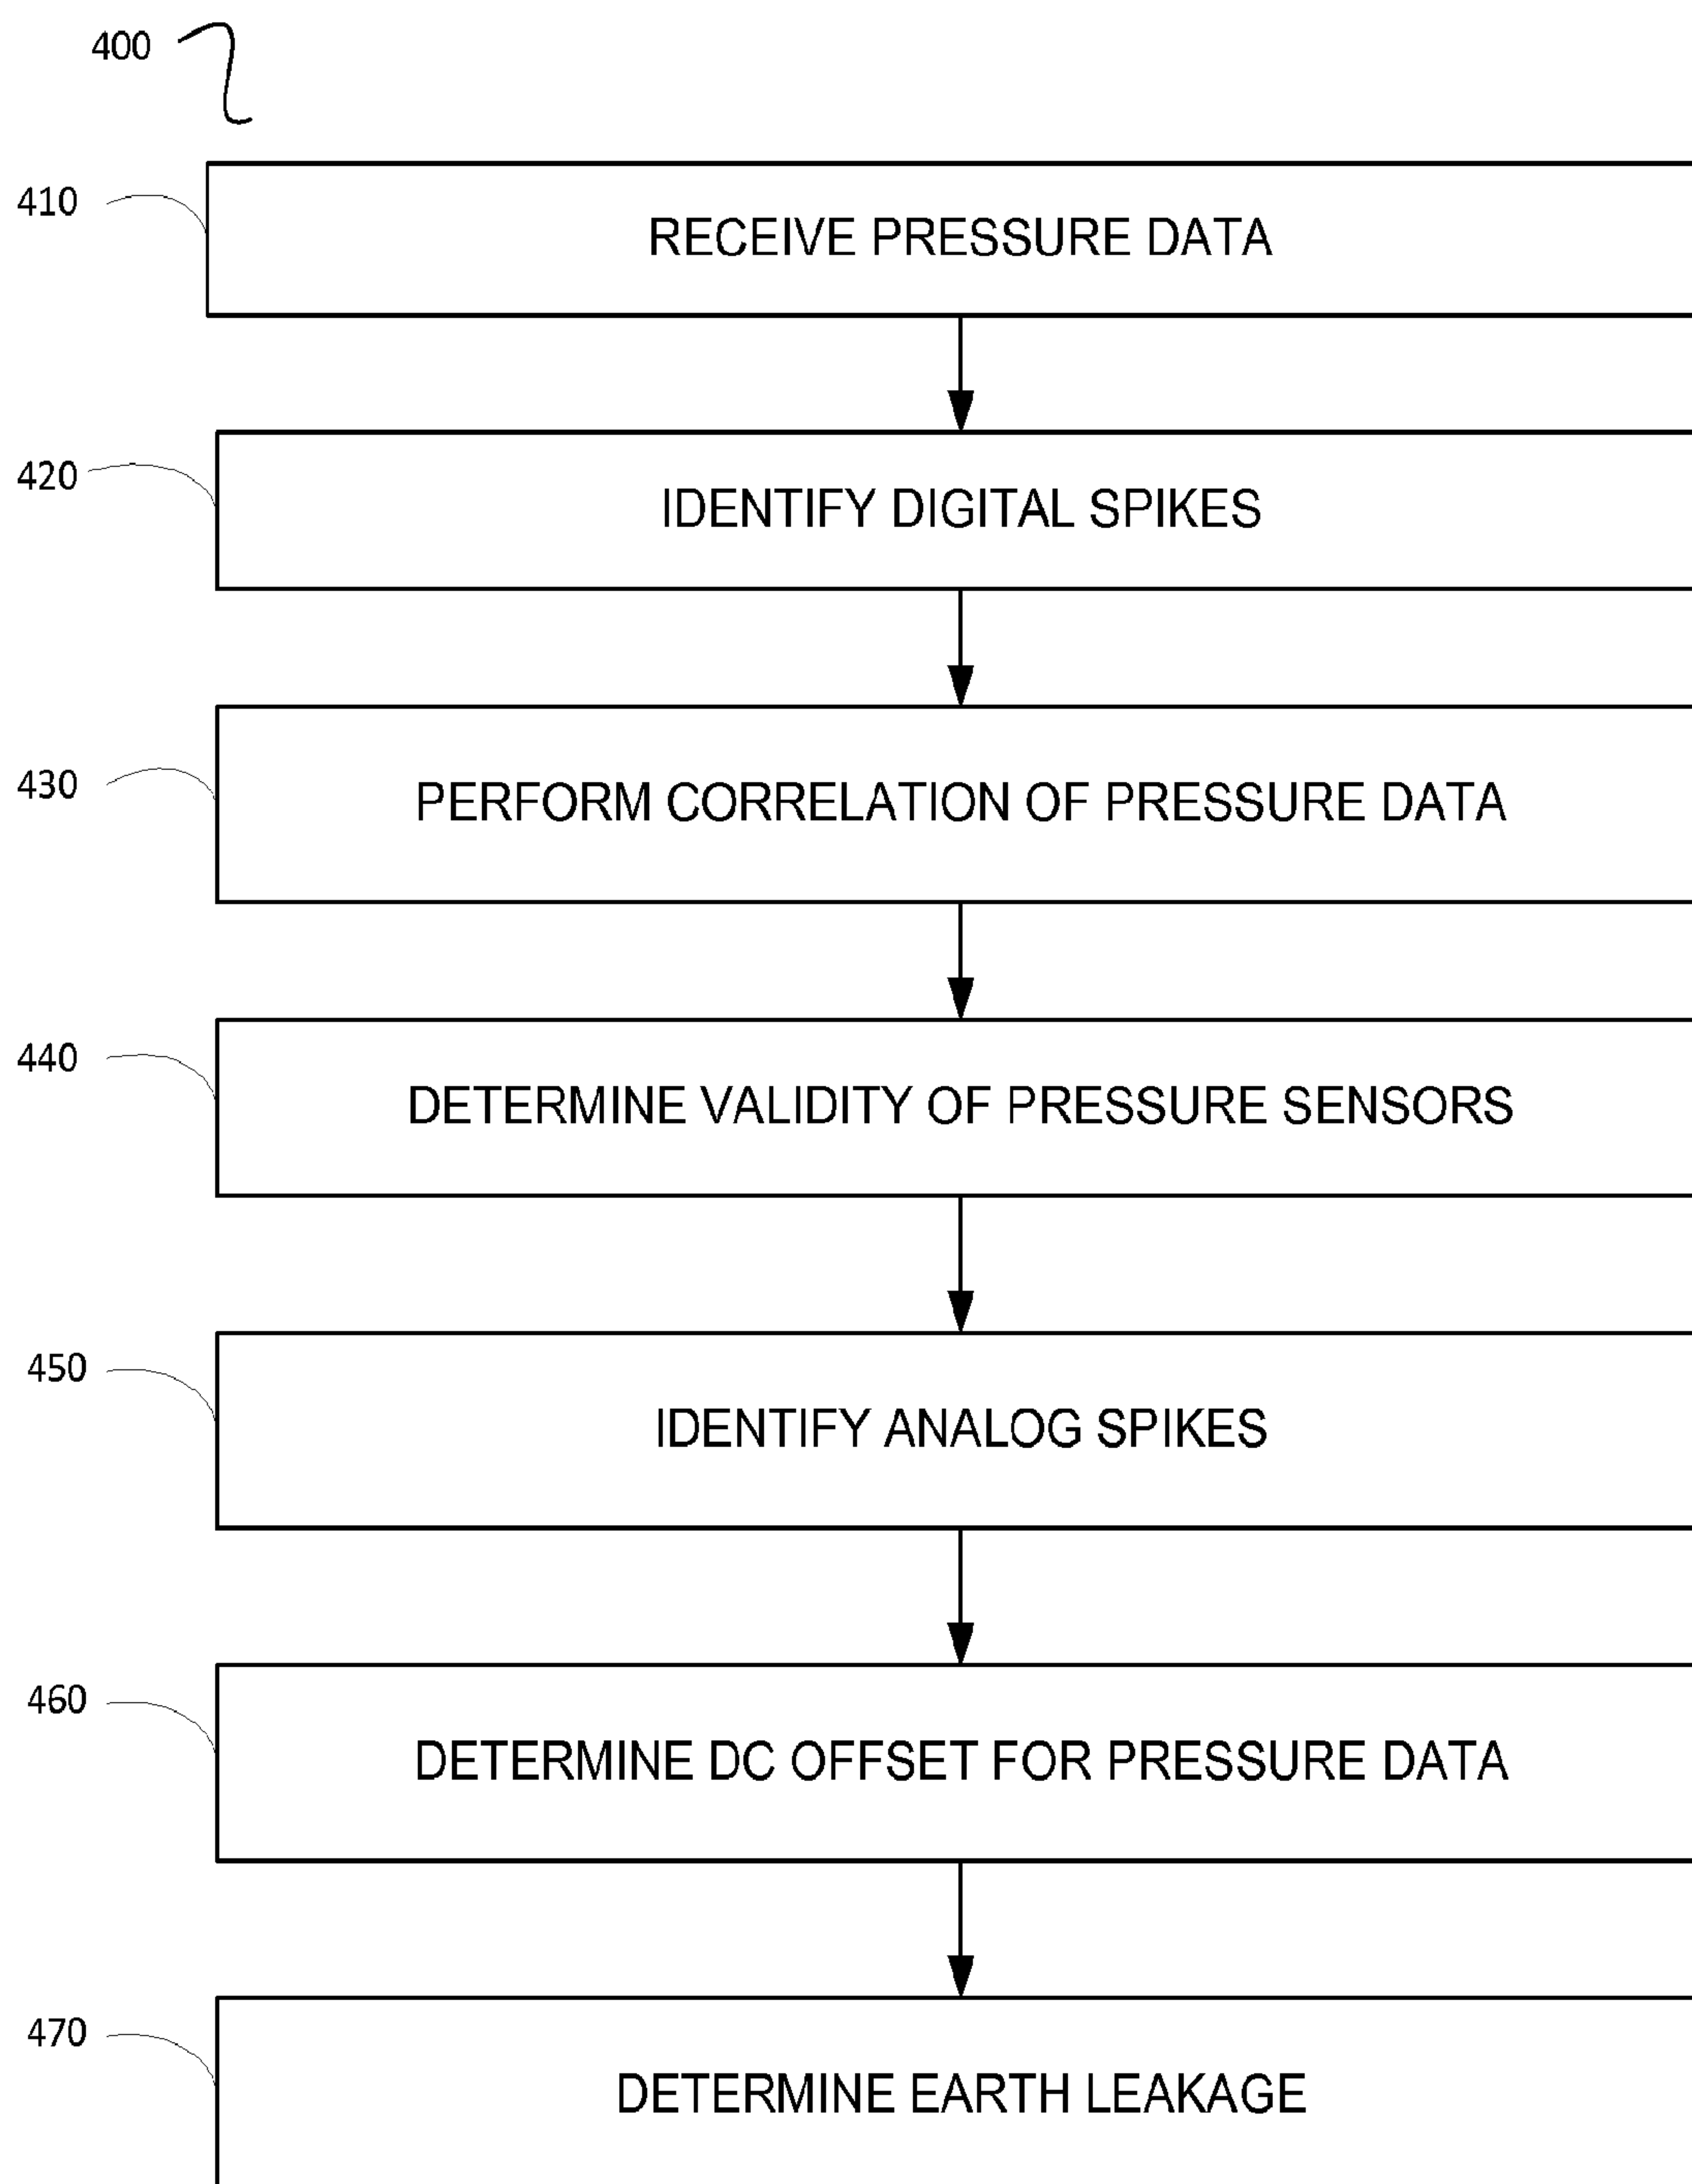 400
410
RECEIVE PRESSURE DATA
420
IDENTIFY DIGITAL SPIKES
430
PERFORM CORRELATION OF PRESSURE DATA
440
DETERMINE VALIDITY OF PRESSURE SENSORS
450
IDENTIFY ANALOG SPIKES
460
DETERMINE DC OFFSET FOR PRESSURE DATA
470
DETERMINE EARTH LEAKAGE